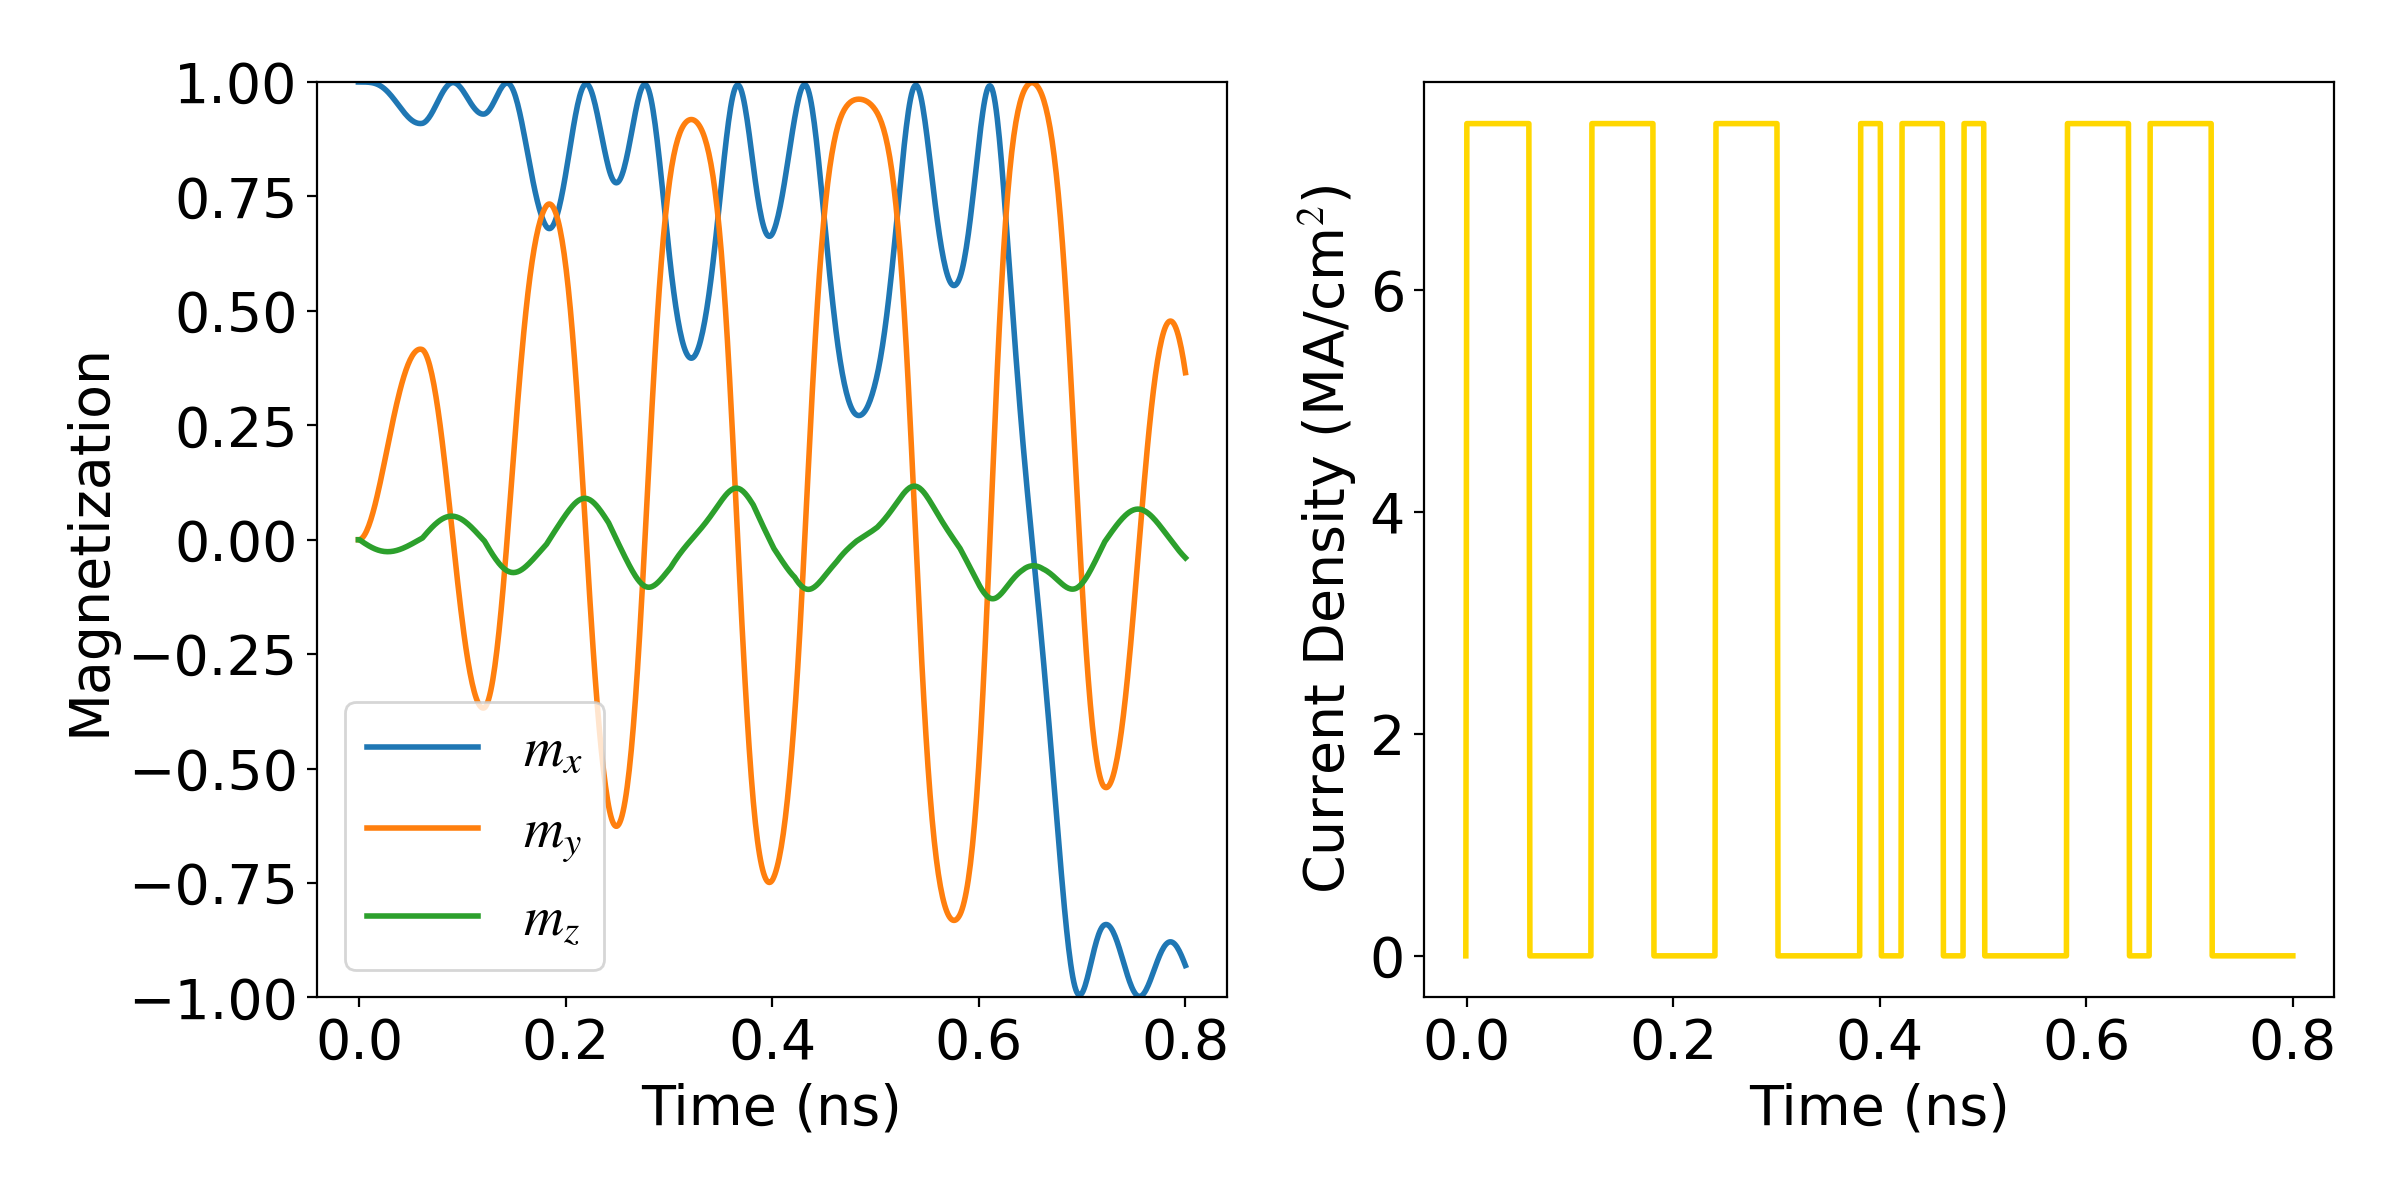 Magnetization
1.00
0.75
0.50
0.25
0.00
−0.25
−0.50
−0.75
−1.00
m_x
m_y
m_z
0.0 0.2 0.4 0.6 0.8
Time (ns)
Current Density (MA/cm²)
6
4
2
0
0.0 0.2 0.4 0.6 0.8
Time (ns)